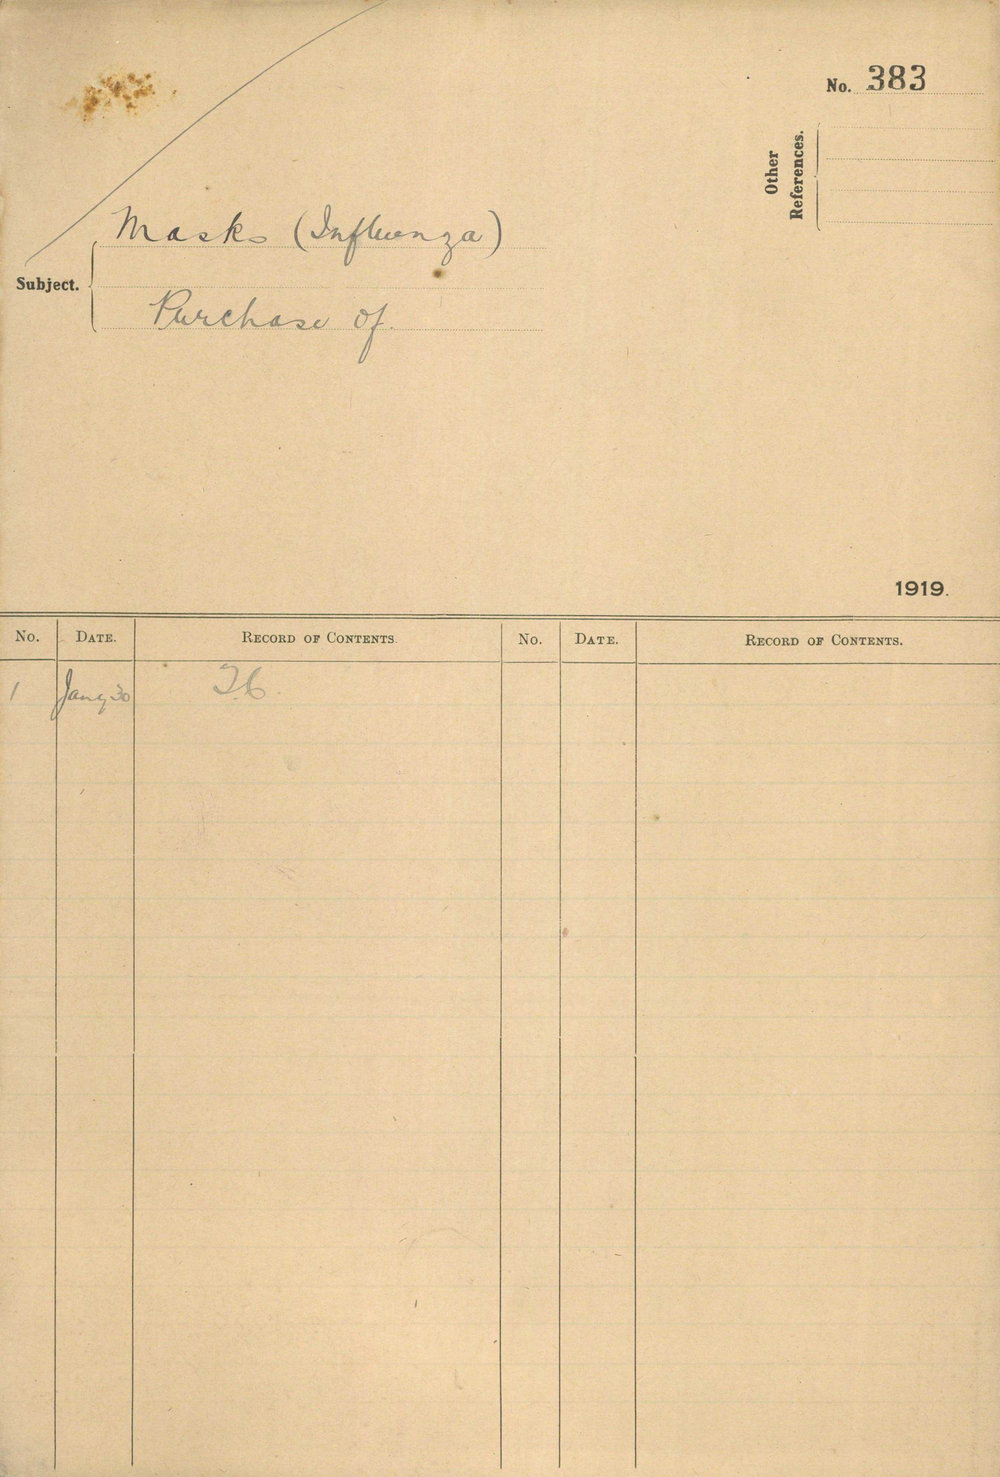 No. 383
Other
References.
Masks (Influenza)
Subject.
Purchase of.
1919.
No. DATE. RECORD OF CONTENTS. No. DATE. RECORD OF CONTENTS.
1 Jany 30 T.C.